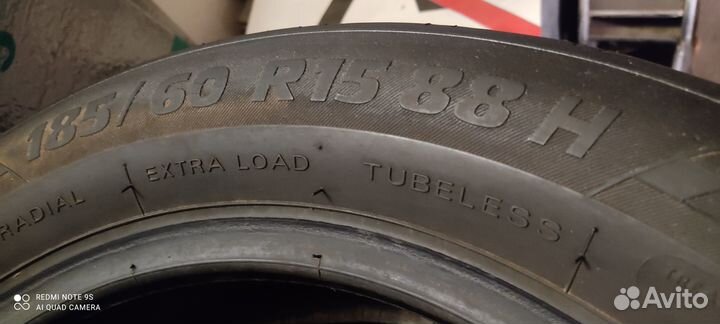 185/60 R15 88 H
RADIAL EXTRA LOAD TUBELESS
REDMI NOTE 9S
AI QUAD CAMERA
Avito